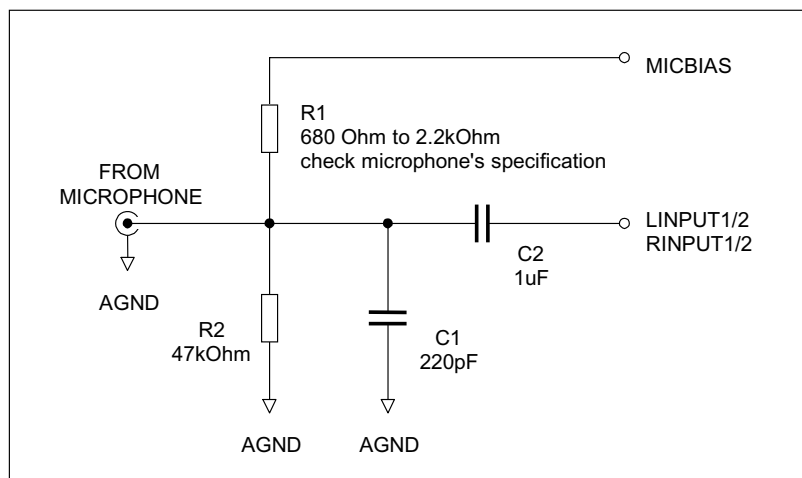 MICBIAS
R1
680 Ohm to 2.2kOhm
check microphone's specification
FROM
MICROPHONE
LINPUT1/2
RINPUT1/2
C2
1uF
AGND
R2
47kOhm
C1
220pF
AGND
AGND